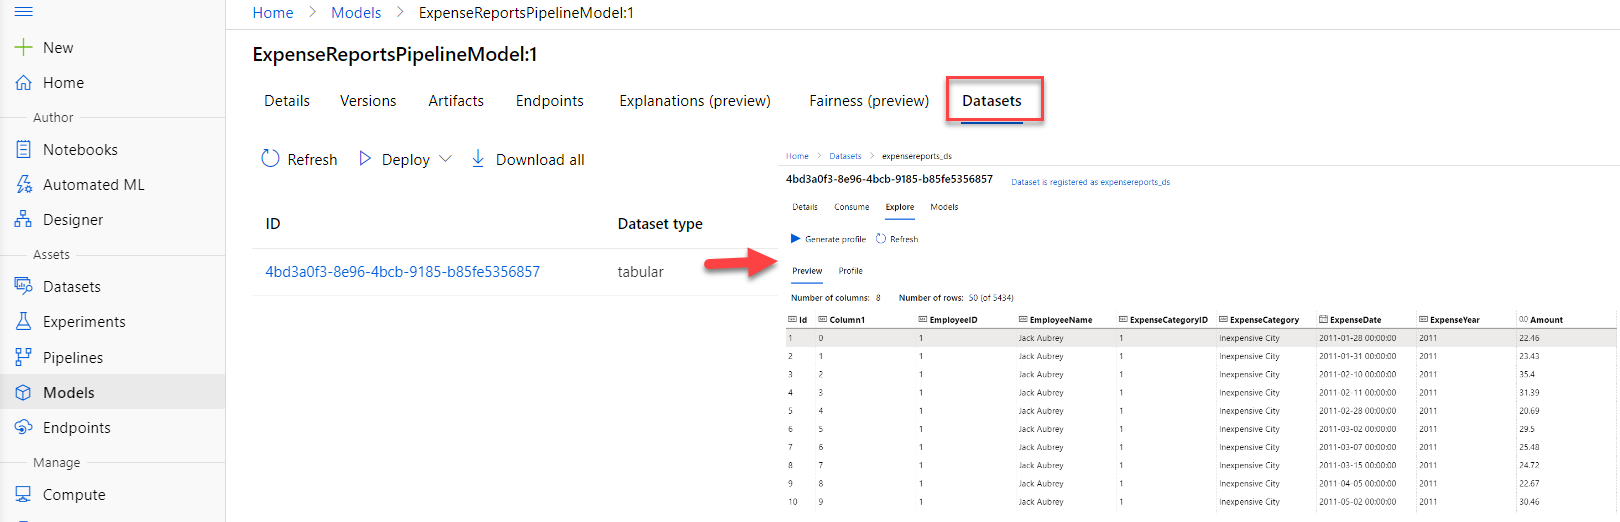 Home > Models > ExpenseReportsPipelineModel:1
New
Home
Author
Notebooks
Automated ML
Designer
Assets
Datasets
Experiments
Pipelines
Models
Endpoints
Manage
Compute
ExpenseReportsPipelineModel:1
Details Versions Artifacts Endpoints Explanations (preview) Fairness (preview) Datasets
Refresh Deploy Download all
ID Dataset type
4bd3a0f3-8e96-4bcb-9185-b85fe5356857 tabular
Home > Datasets > expensereports_ds
4bd3a0f3-8e96-4bcb-9185-b85fe5356857 Dataset is registered as expensereports_ds
Details Consume Explore Models
Generate profile Refresh
Preview Profile
Number of columns: 8 Number of rows: 50 (of 5434)
Id Column1 EmployeeID EmployeeName ExpenseCategoryID ExpenseCategory ExpenseDate ExpenseYear 0.0 Amount
1 0 1 Jack Aubrey 1 Inexpensive City 2011-01-28 00:00:00 2011 22.46
2 1 1 Jack Aubrey 1 Inexpensive City 2011-01-31 00:00:00 2011 23.43
3 2 1 Jack Aubrey 1 Inexpensive City 2011-02-10 00:00:00 2011 35.4
4 3 1 Jack Aubrey 1 Inexpensive City 2011-02-11 00:00:00 2011 31.39
5 4 1 Jack Aubrey 1 Inexpensive City 2011-02-28 00:00:00 2011 20.69
6 5 1 Jack Aubrey 1 Inexpensive City 2011-03-02 00:00:00 2011 29.5
7 6 1 Jack Aubrey 1 Inexpensive City 2011-03-07 00:00:00 2011 25.48
8 7 1 Jack Aubrey 1 Inexpensive City 2011-03-15 00:00:00 2011 24.72
9 8 1 Jack Aubrey 1 Inexpensive City 2011-04-05 00:00:00 2011 22.67
10 9 1 Jack Aubrey 1 Inexpensive City 2011-05-02 00:00:00 2011 30.46